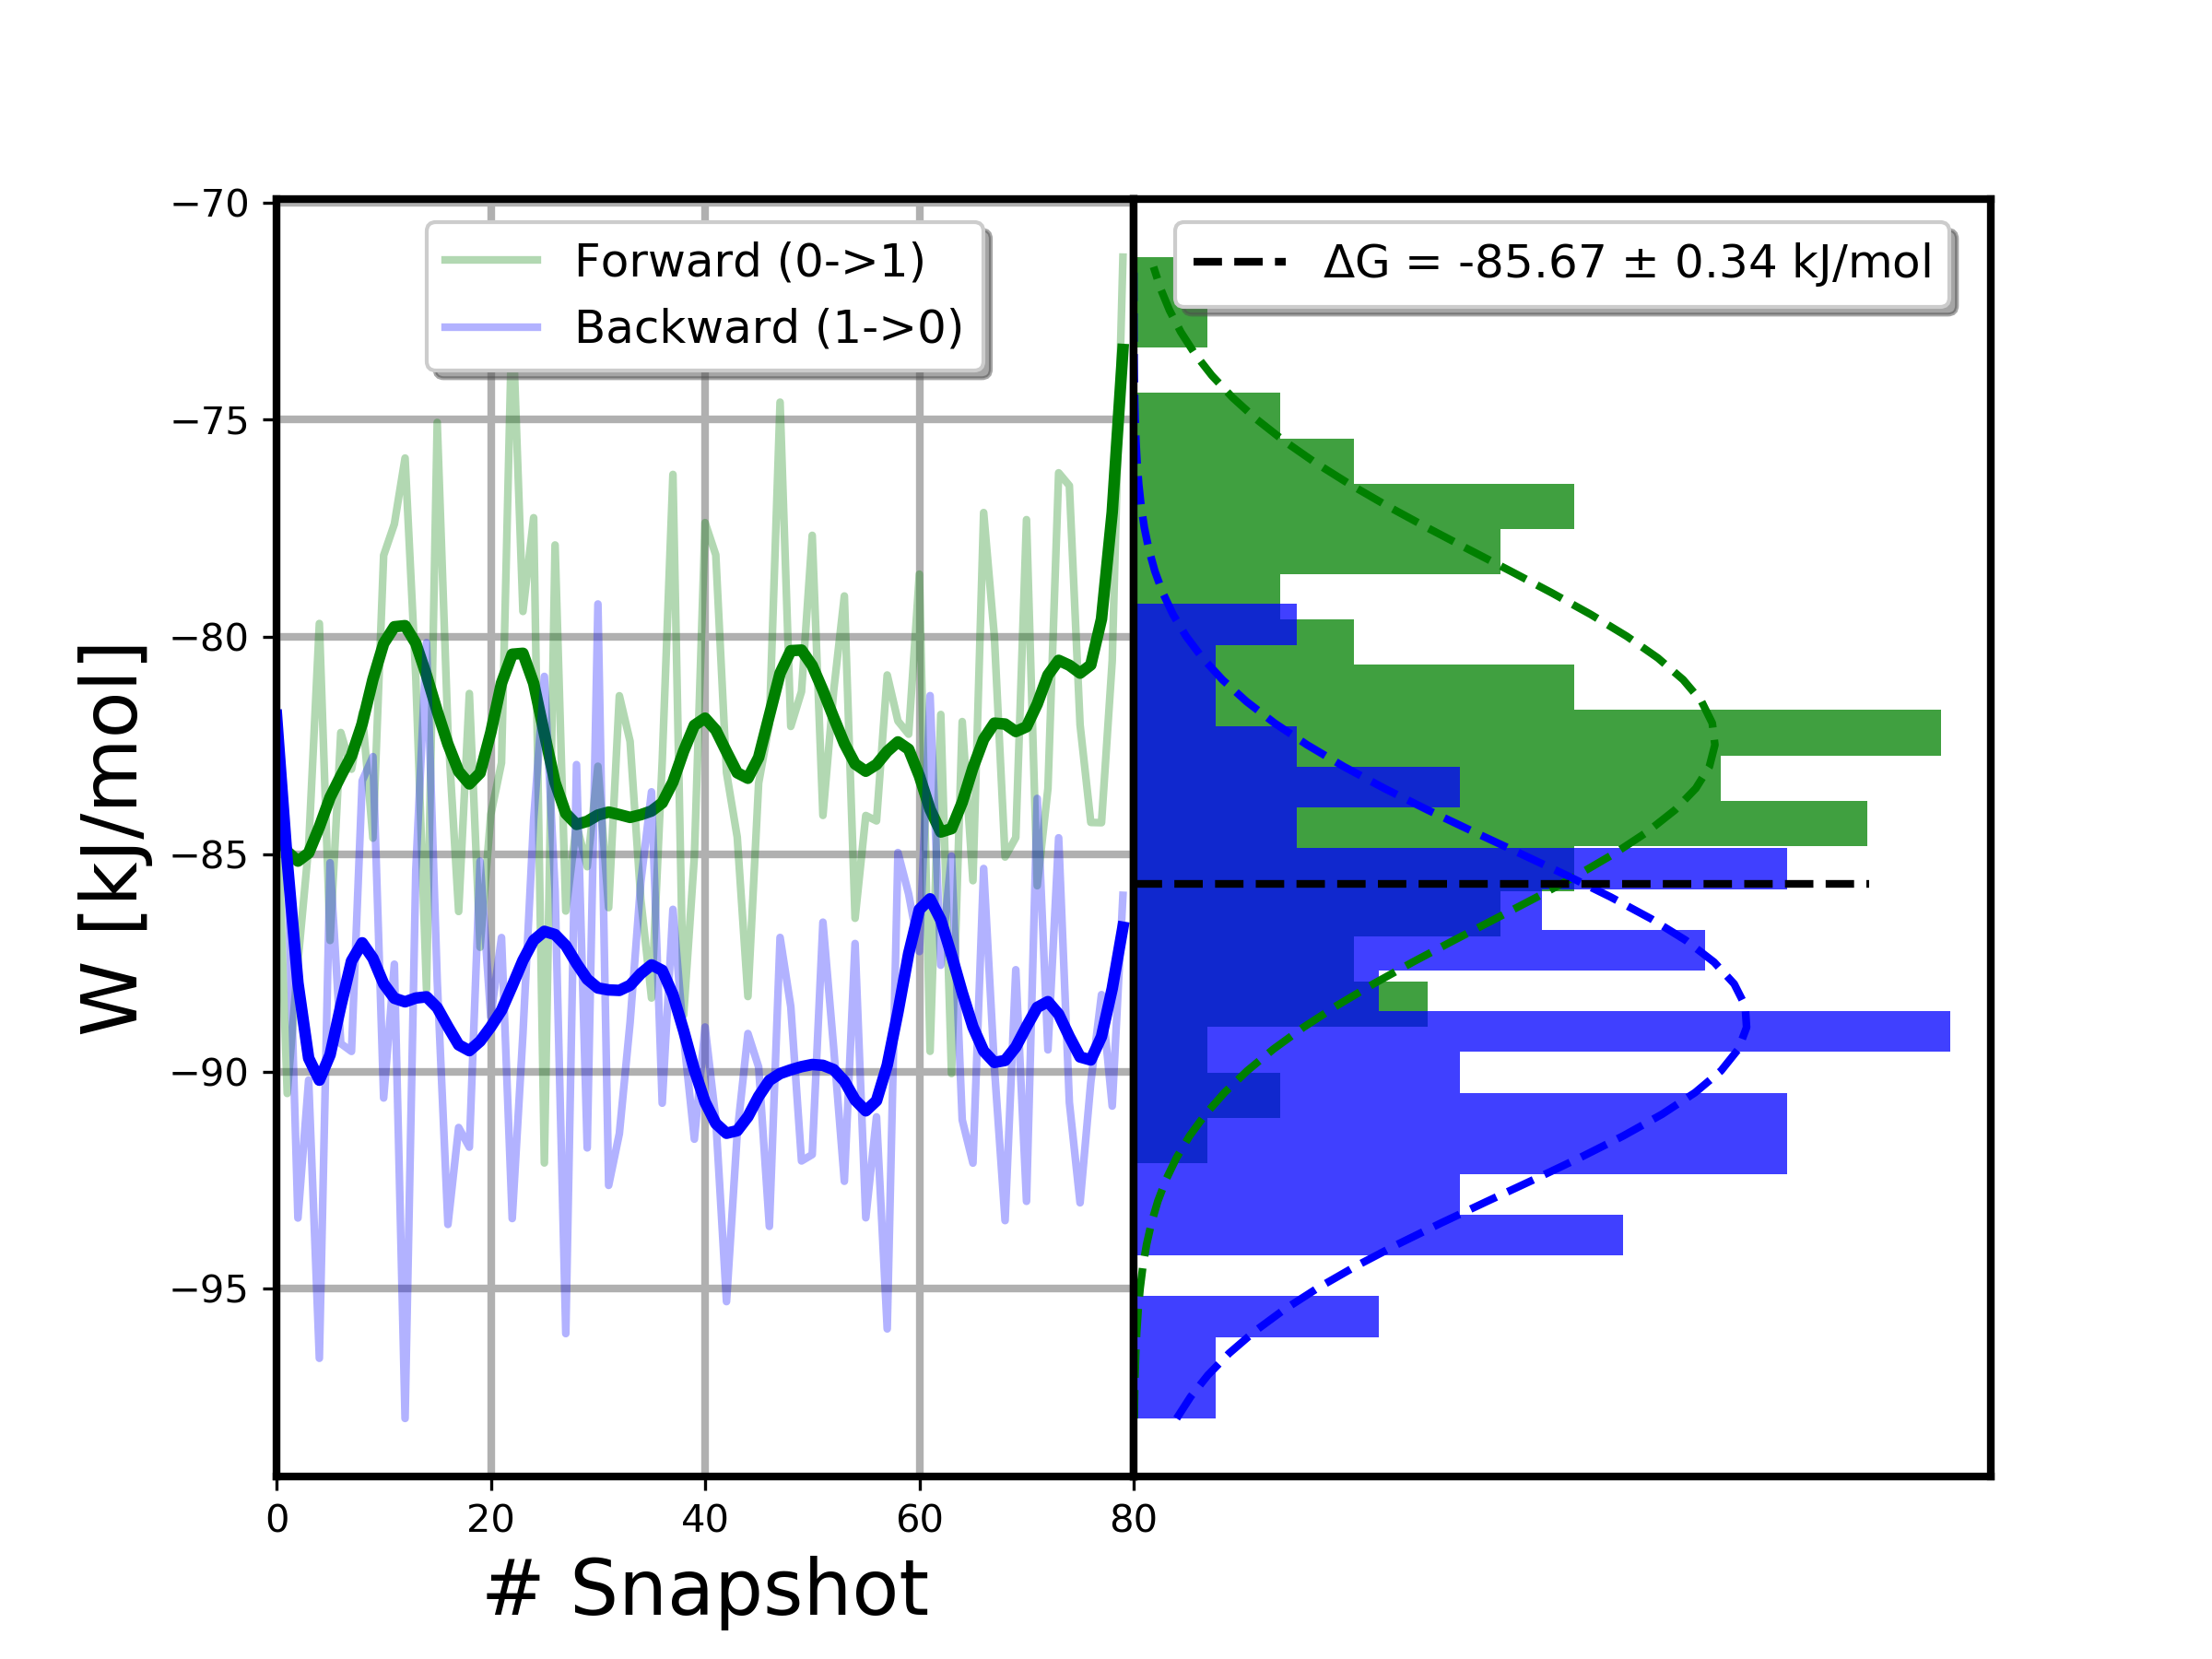 W [kJ/mol]
−70
−75
−80
−85
−90
−95
Forward (0->1)
Backward (1->0)
ΔG = -85.67 ± 0.34 kJ/mol
0 20 40 60 80
# Snapshot